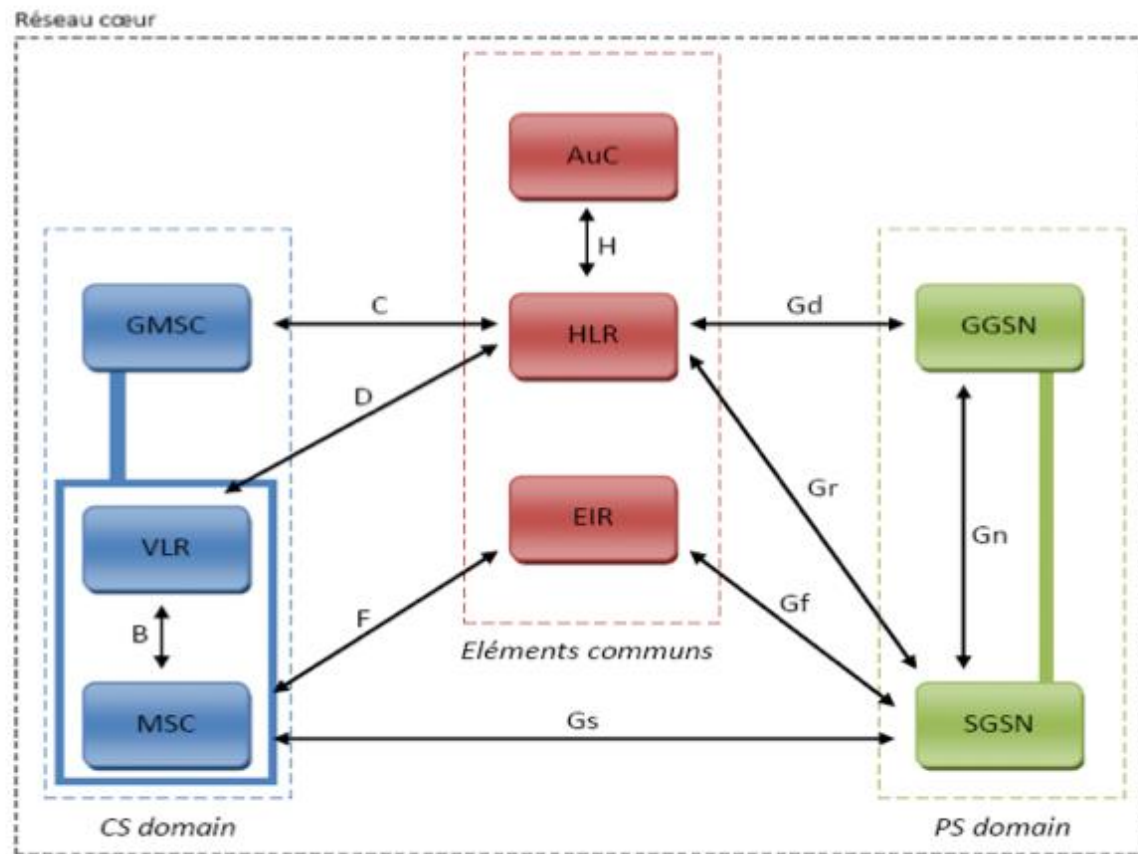 Réseau cœur
AuC
H
GMSC
C
HLR
Gd
GGSN
D
Gr
VLR
EIR
Gn
B
F
Gf
Eléments communs
MSC
Gs
SGSN
CS domain
PS domain